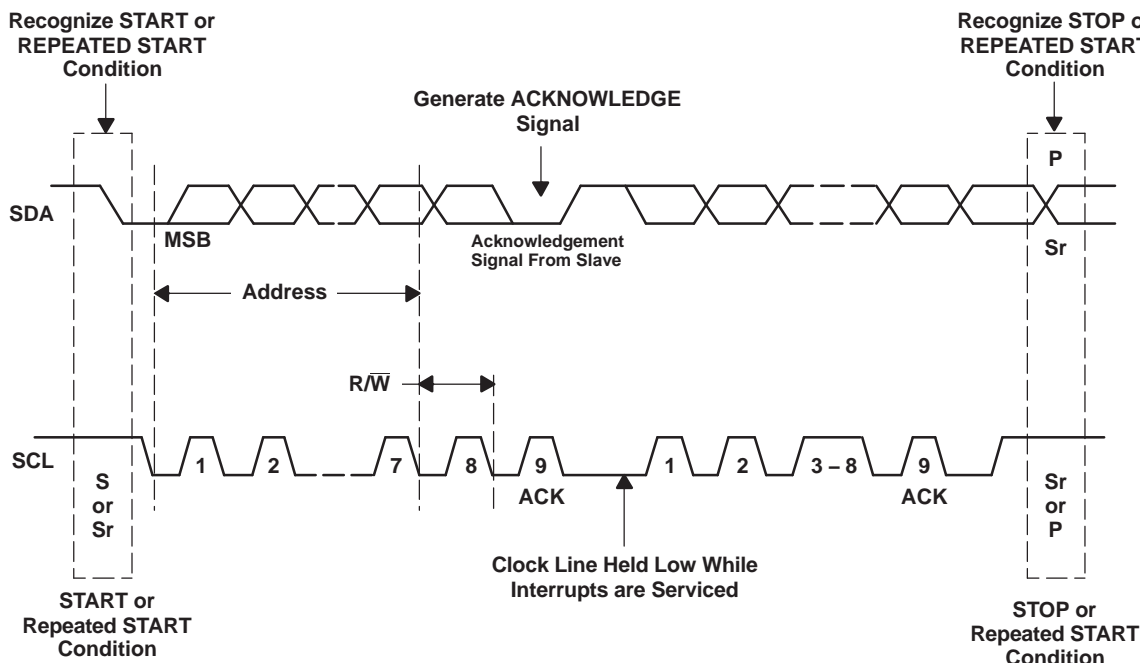 Recognize START or
REPEATED START
Condition
Recognize STOP o
REPEATED START
Condition
Generate ACKNOWLEDGE
Signal
P
SDA
MSB
Acknowledgement
Signal From Slave
Sr
Address
R/W̅
SCL
1
2
7
8
9
1
2
3 – 8
9
ACK
ACK
S
or
Sr
Sr
or
P
Clock Line Held Low While
Interrupts are Serviced
START or
Repeated START
Condition
STOP or
Repeated START
Condition